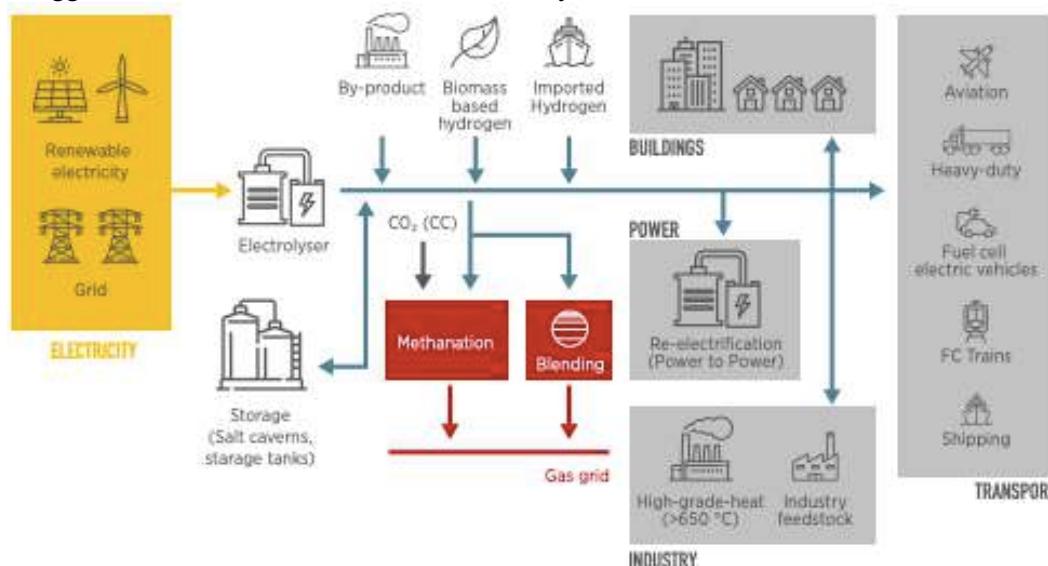 By-product
Biomass
based
hydrogen
Imported
Hydrogen
Renewable
electricity
Grid
ELECTRICITY
Electrolyser
CO₂ (CC)
Storage
(Salt caverns,
starage tanks)
Methanation
Blending
Gas grid
BUILDINGS
POWER
Re-electrification
(Power to Power)
High-grade-heat
(>650 °C)
Industry
feedstock
INDUSTRY
Aviation
Heavy-duty
Fuel cell
electric vehicles
FC Trains
Shipping
TRANSPOR